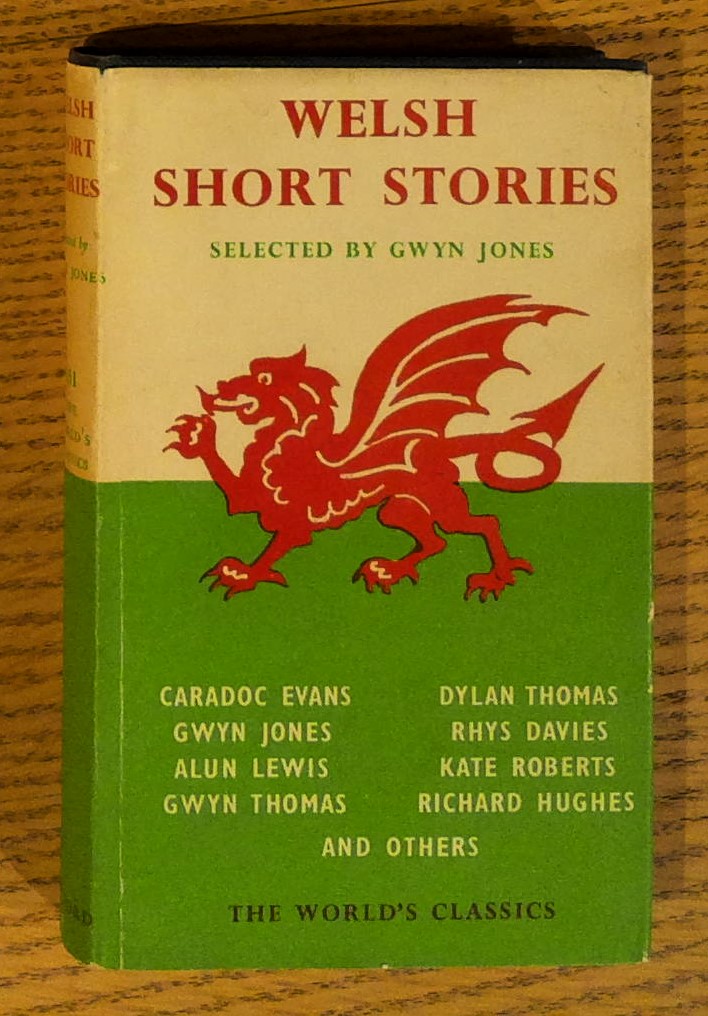 WELSH
SHORT STORIES
SELECTED BY GWYN JONES
CARADOC EVANS
GWYN JONES
ALUN LEWIS
GWYN THOMAS
DYLAN THOMAS
RHYS DAVIES
KATE ROBERTS
RICHARD HUGHES
AND OTHERS
THE WORLD'S CLASSICS
JONES